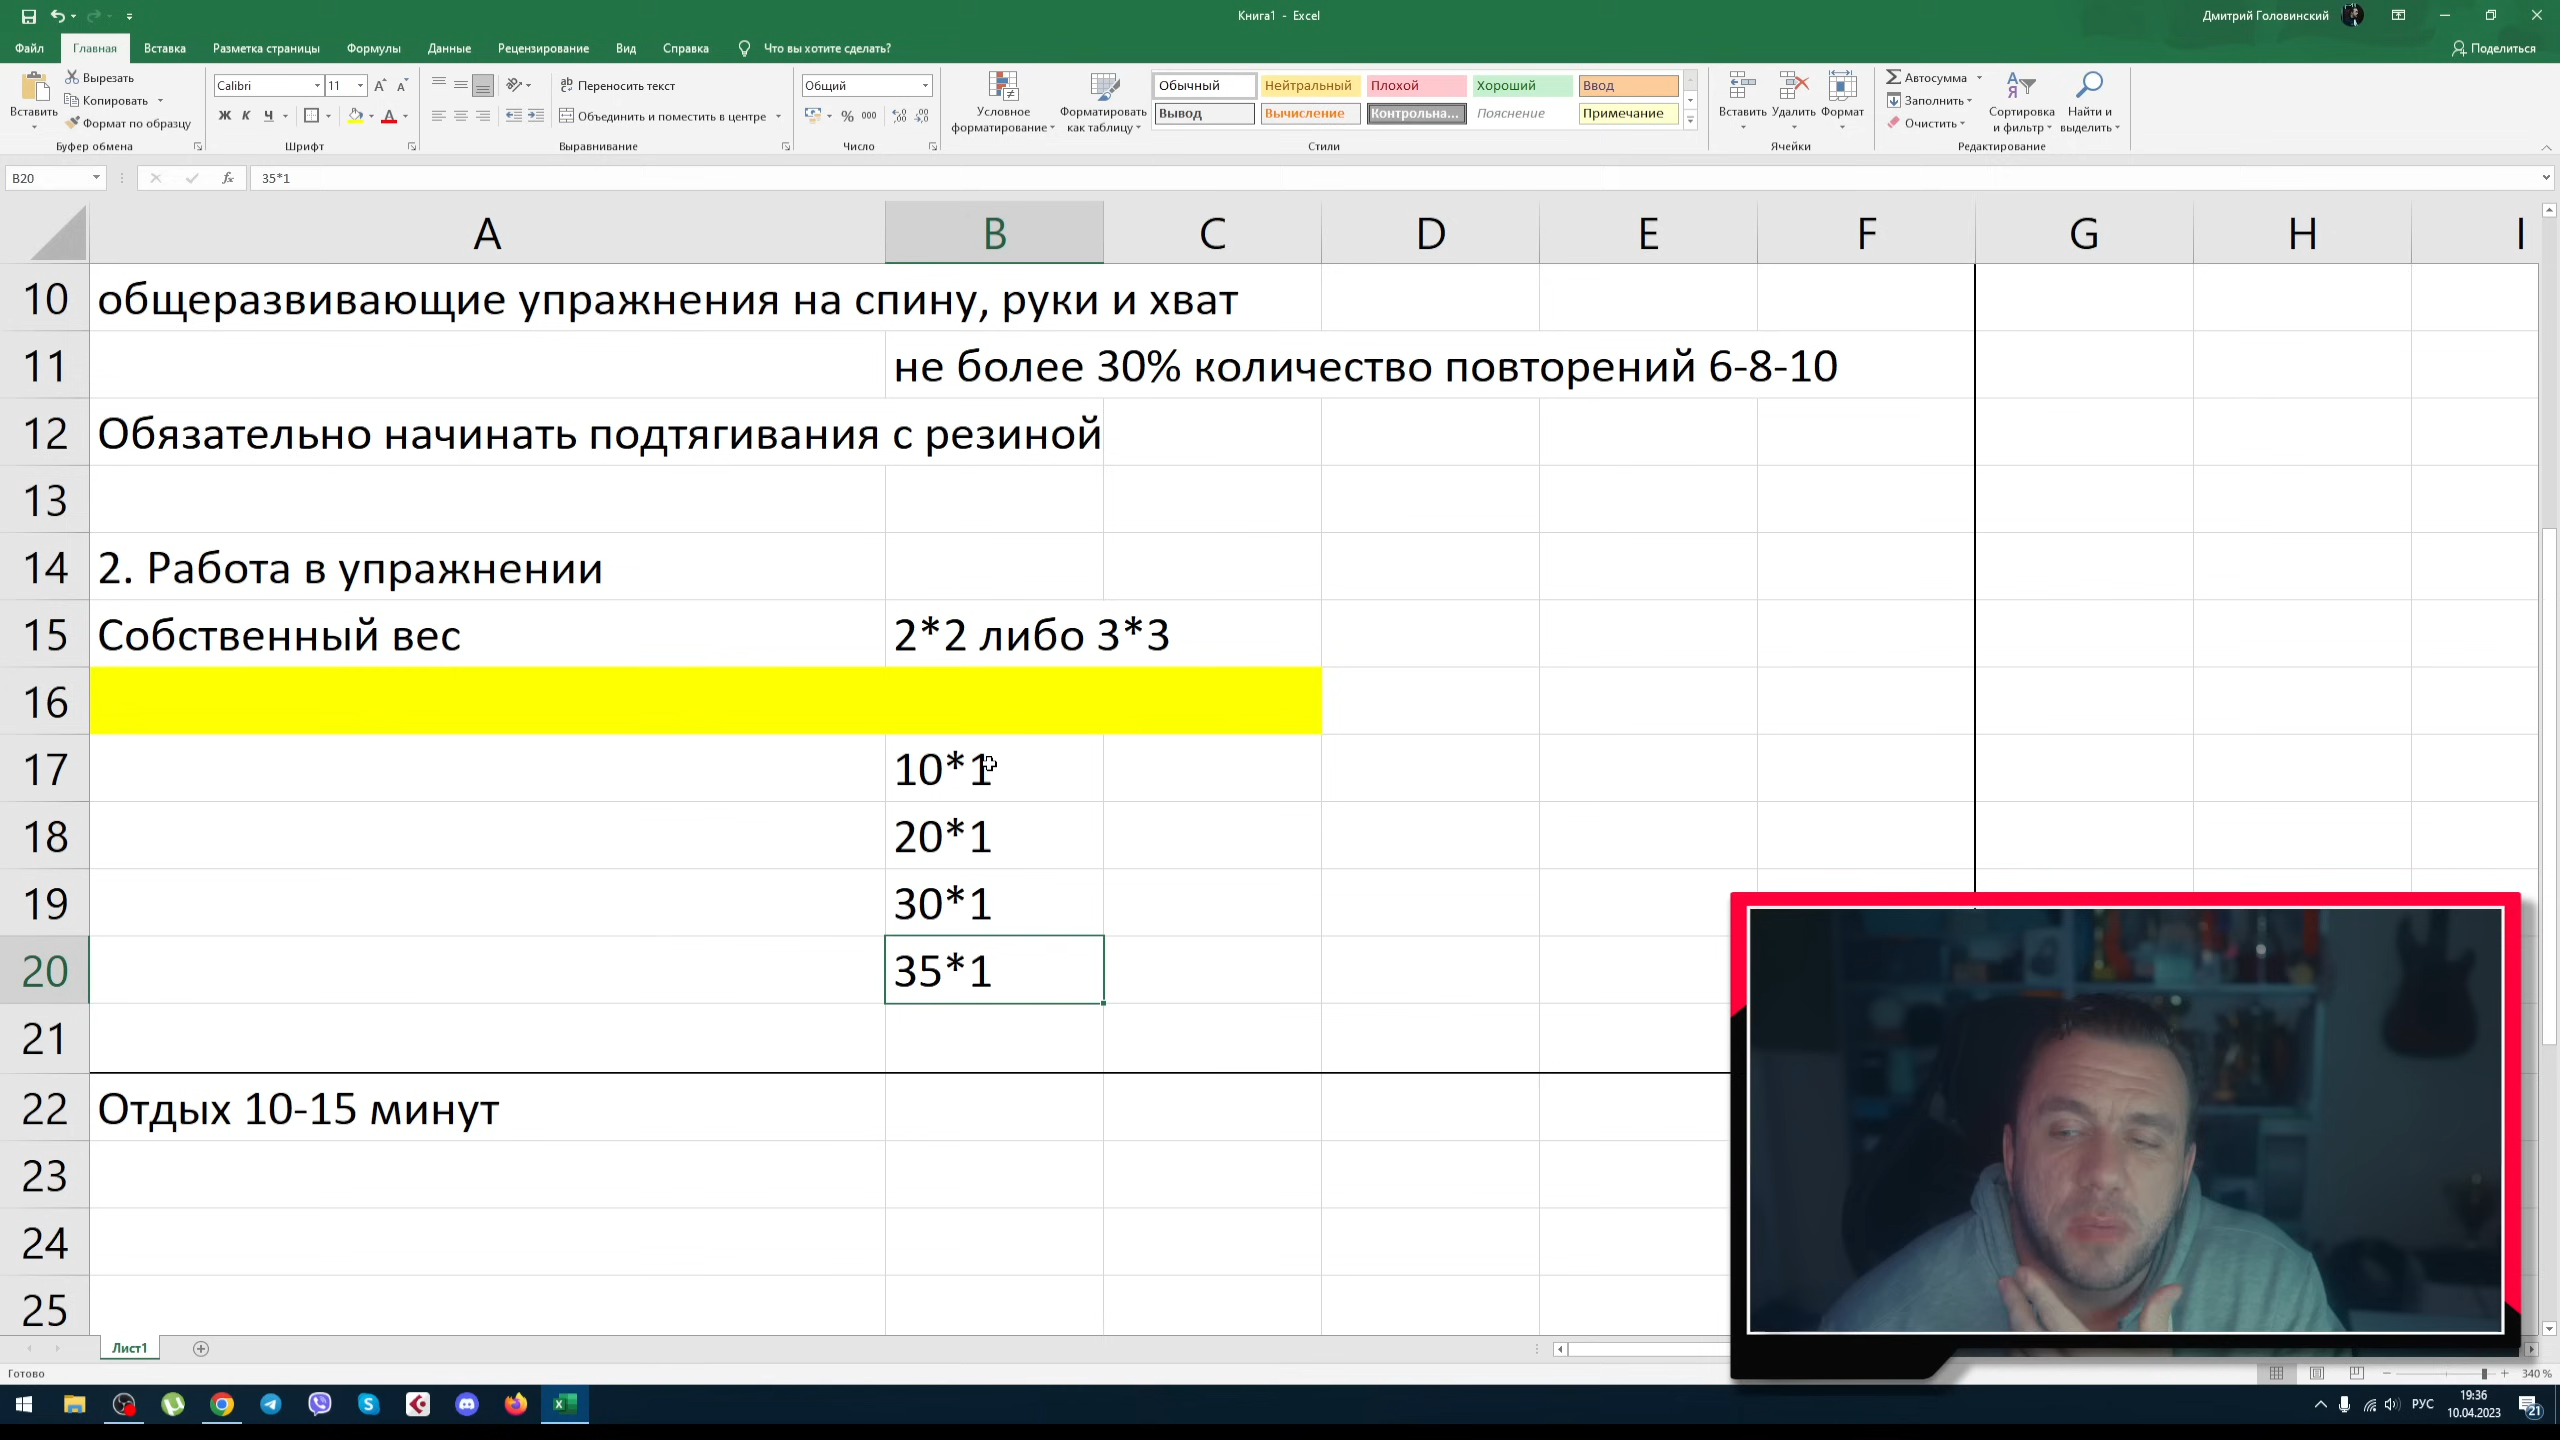 Книга1 - Excel
Дмитрий Головинский
Файл
Главная
Вставка
Разметка страницы
Формулы
Данные
Рецензирование
Вид
Справка
Что вы хотите сделать?
Поделиться
Вставить
Вырезать
Копировать
Формат по образцу
Буфер обмена
Calibri
11
Ж К Ч
Шрифт
Переносить текст
Объединить и поместить в центре
Выравнивание
Общий
% 000
Число
Условное форматирование
Форматировать как таблицу
Обычный
Нейтральный
Плохой
Хороший
Ввод
Вывод
Вычисление
Контрольна...
Пояснение
Примечание
Стили
Вставить
Удалить
Формат
Ячейки
Автосумма
Заполнить
Очистить
Сортировка и фильтр
Найти и выделить
Редактирование
B20
fx
35*1
A B C D E F G H I
10 общеразвивающие упражнения на спину, руки и хват
11 не более 30% количество повторений 6-8-10
12 Обязательно начинать подтягивания с резиной
13
14 2. Работа в упражнении
15 Собственный вес 2*2 либо 3*3
16
17 10*1
18 20*1
19 30*1
20 35*1
21
22 Отдых 10-15 минут
23
24
25
Лист1
Готово
340 %
РУС
19:36
10.04.2023
21